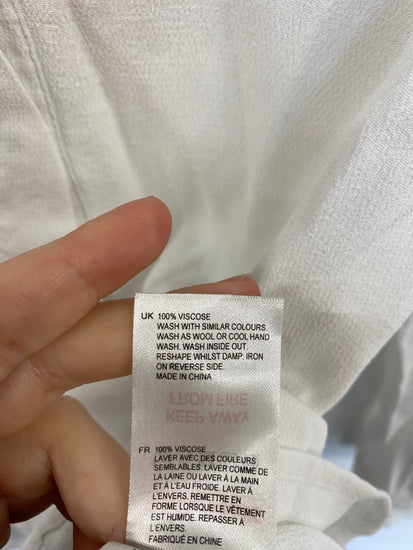 UK 100% VISCOSE
WASH WITH SIMILAR COLOURS.
WASH AS WOOL OR COOL HAND
WASH. WASH INSIDE OUT.
RESHAPE WHILST DAMP. IRON
ON REVERSE SIDE.
MADE IN CHINA
KEEP AWAY
FROM FIRE
FR 100% VISCOSE
LAVER AVEC DES COULEURS
SEMBLABLES. LAVER COMME DE
LA LAINE OU LAVER À LA MAIN
ET À L'EAU FROIDE. LAVER À
L'ENVERS. REMETTRE EN
FORME LORSQUE LE VÊTEMENT
EST HUMIDE. REPASSER À
L'ENVERS.
FABRIQUÉ EN CHINE